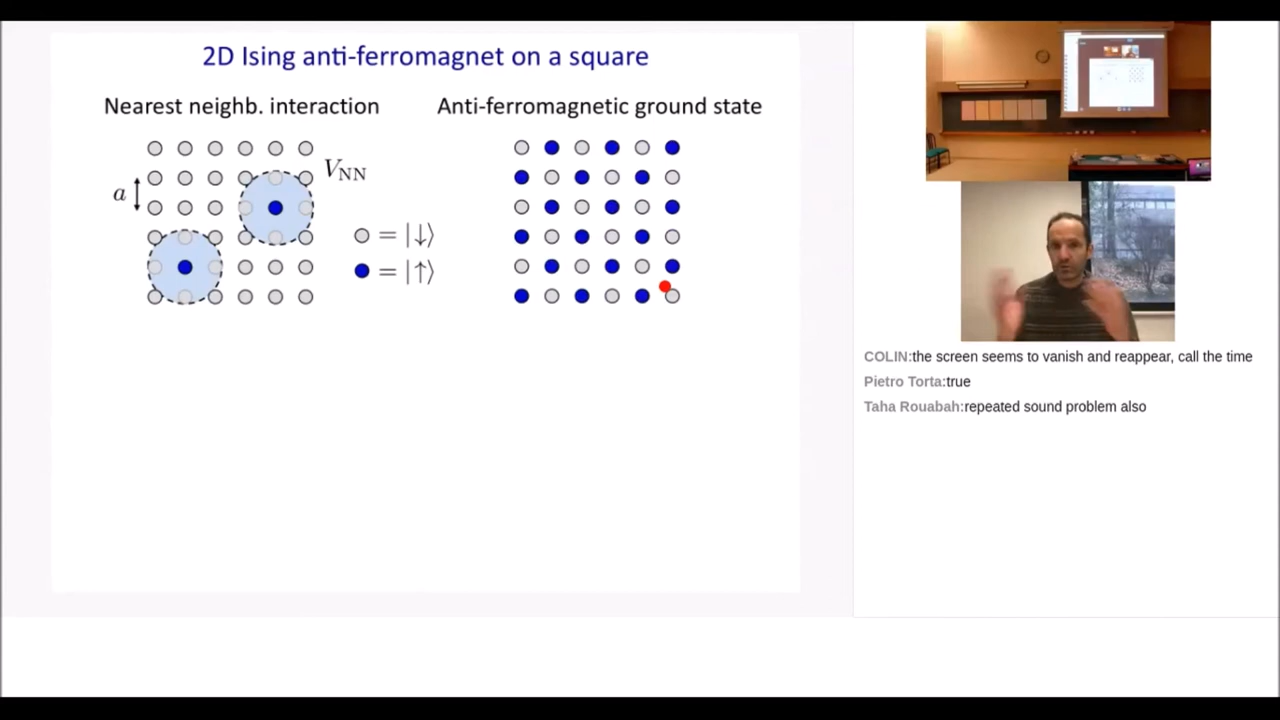 2D Ising anti-ferromagnet on a square
Nearest neighb. interaction
Anti-ferromagnetic ground state
V_NN
a
= |↓⟩
= |↑⟩
COLIN:the screen seems to vanish and reappear, call the time
Pietro Torta:true
Taha Rouabah:repeated sound problem also